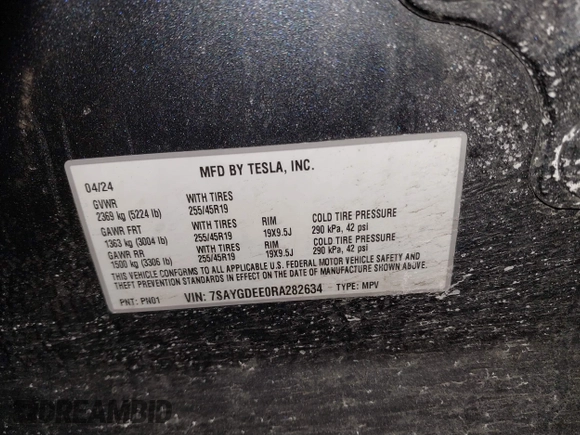 MFD BY TESLA, INC.
04/24
GVWR WITH TIRES
2369 kg (5224 lb) 255/45R19 RIM COLD TIRE PRESSURE
GAWR FRT WITH TIRES 19X9.5J 290 kPa, 42 psi
1363 kg (3004 lb) 255/45R19 RIM COLD TIRE PRESSURE
GAWR RR WITH TIRES 19X9.5J 290 kPa, 42 psi
1500 kg (3306 lb) 255/45R19
THIS VEHICLE CONFORMS TO ALL APPLICABLE U.S. FEDERAL MOTOR VEHICLE SAFETY AND
THEFT PREVENTION STANDARDS IN EFFECT ON THE DATE OF MANUFACTURE SHOWN ABOVE.
PNT: PN01 VIN: 7SAYGDEE0RA282634 TYPE: MPV
DREAMBID